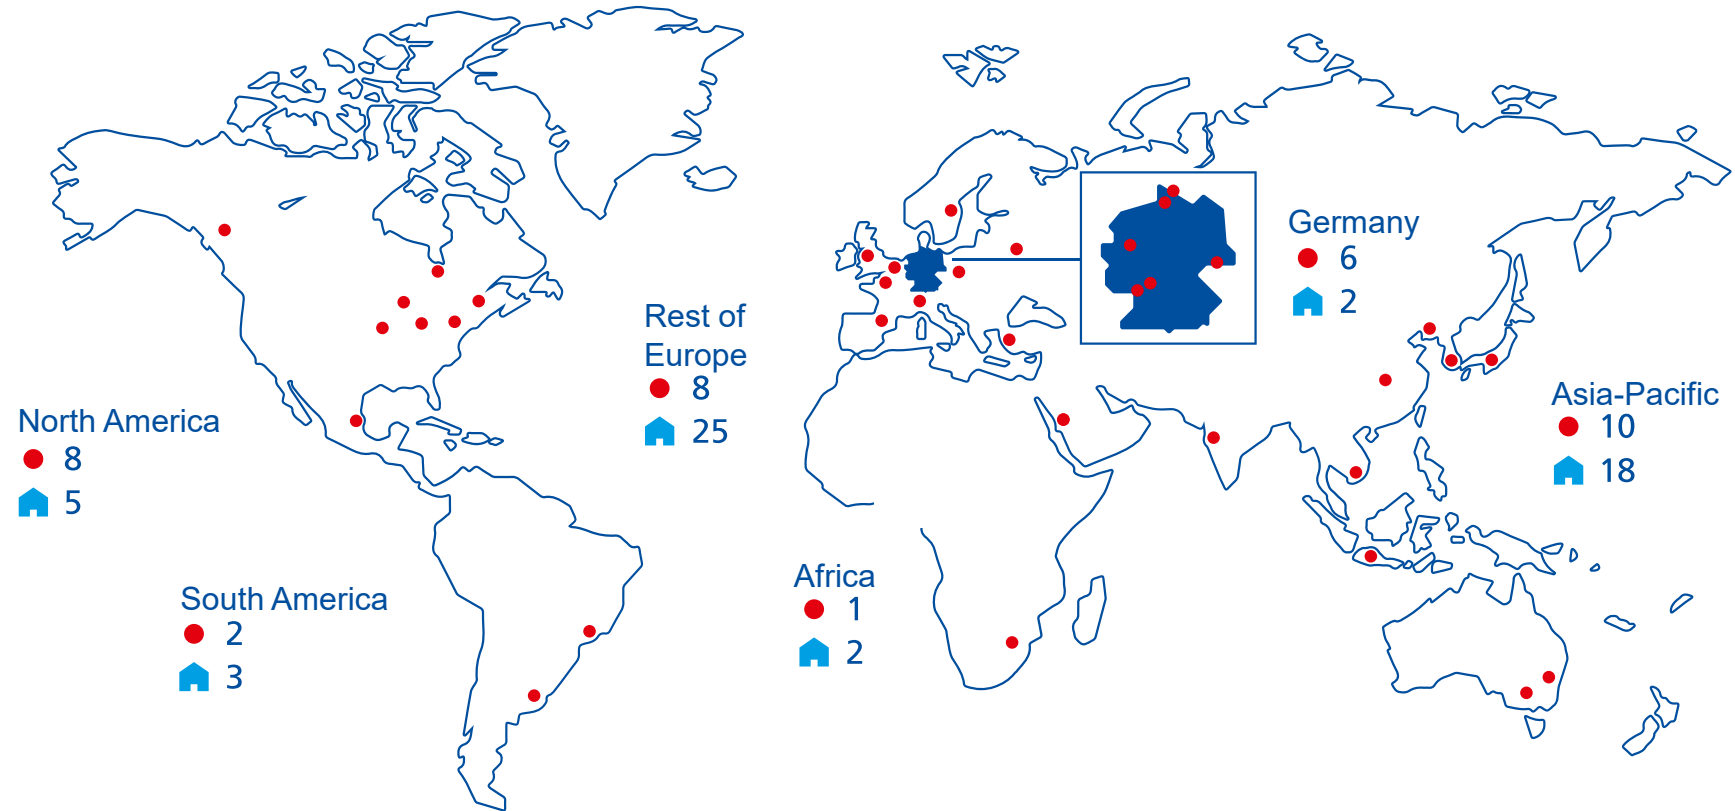 North America
8
5
South America
2
3
Rest of
Europe
8
25
Africa
1
2
Germany
6
2
Asia-Pacific
10
18